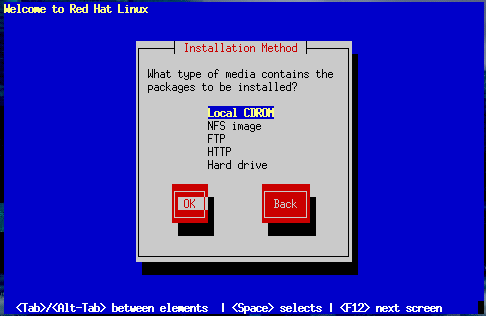 Welcome to Red Hat Linux
Installation Method
What type of media contains the
packages to be installed?
Local CDROM
NFS image
FTP
HTTP
Hard drive
OK Back
<Tab>/<Alt-Tab> between elements | <Space> selects | <F12> next screen